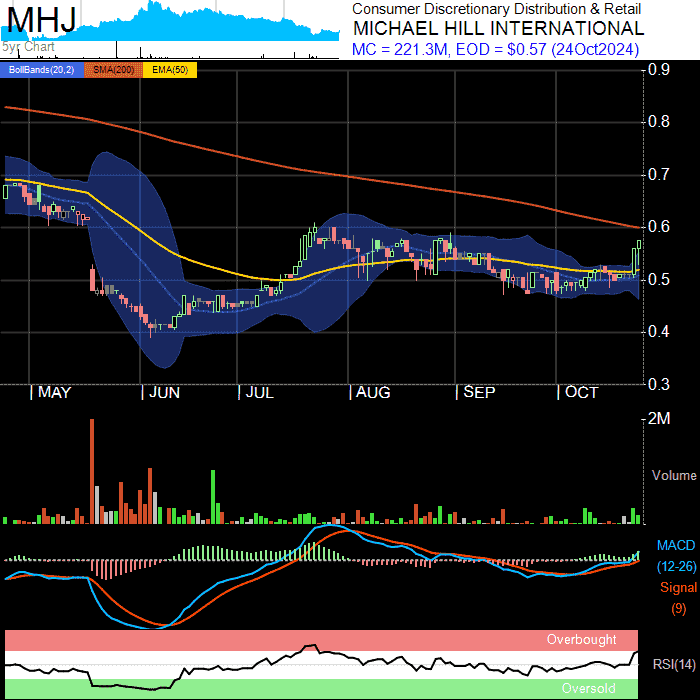 MHJ
5yr Chart
Consumer Discretionary Distribution & Retail
MICHAEL HILL INTERNATIONAL
MC = 221.3M, EOD = $0.57 (24Oct2024)
BollBands(20,2) SMA(200) EMA(50)
0.9
0.8
0.7
0.6
0.5
0.4
0.3
MAY JUN JUL AUG SEP OCT
2M
Volume
MACD
(12-26)
Signal
(9)
Overbought
RSI(14)
Oversold